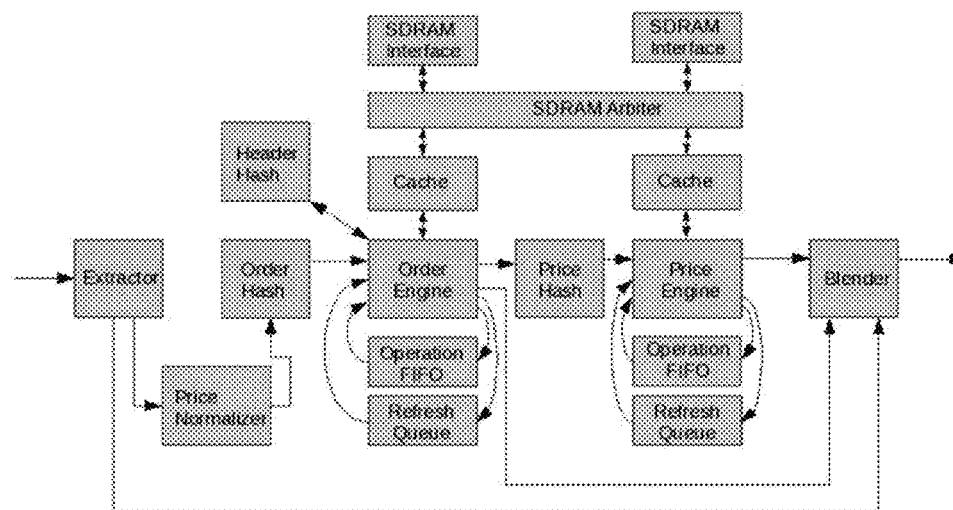 SDRAM
Interface
SDRAM
Interface
SDRAM Arbiter
Header
Hash
Cache
Cache
Extractor
Order
Hash
Order
Engine
Price
Hash
Price
Engine
Blender
Operation
FIFO
Operation
FIFO
Price
Normalizer
Refresh
Queue
Refresh
Queue